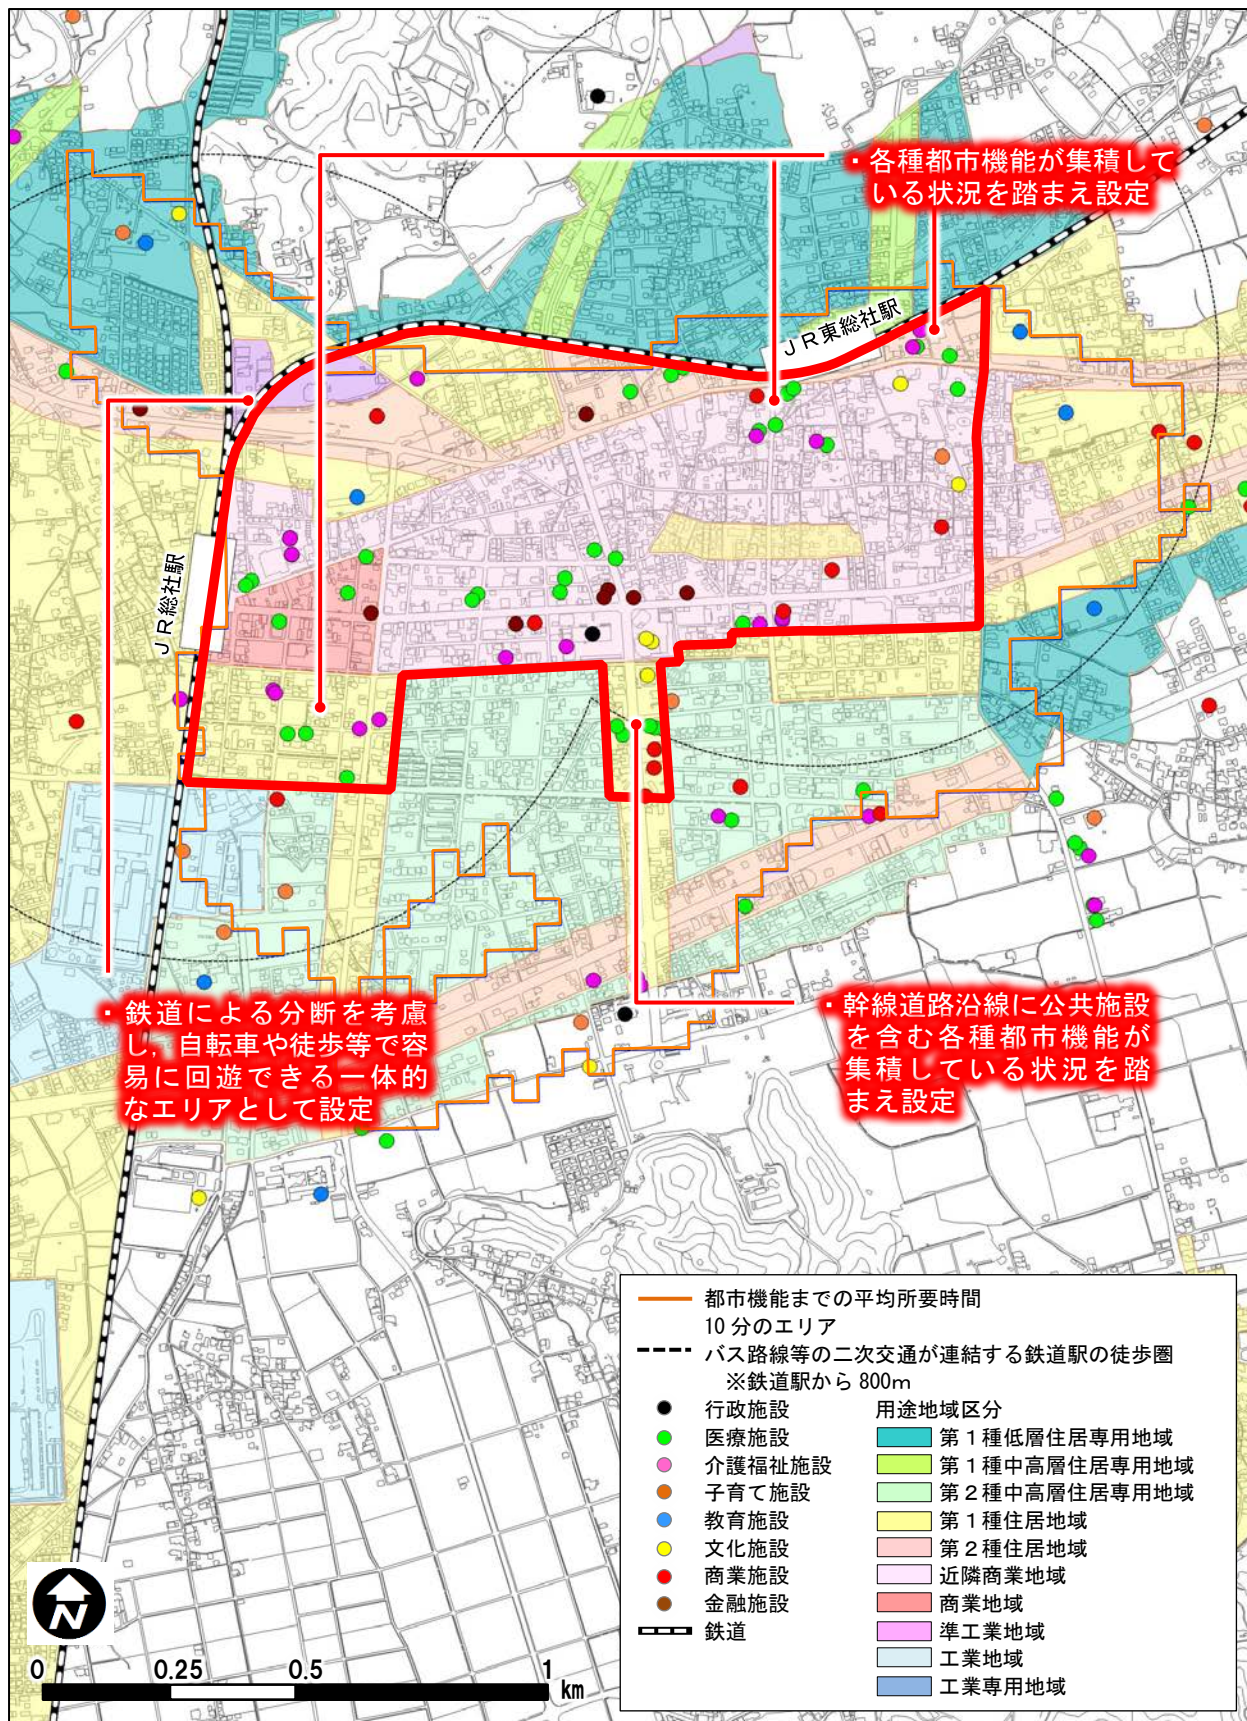 ・各種都市機能が集積して
いる状況を踏まえ設定
ＪＲ東総社駅
ＪＲ総社駅
・鉄道による分断を考慮
し，自転車や徒歩等で容
易に回遊できる一体的
なエリアとして設定
・幹線道路沿線に公共施設
を含む各種都市機能が
集積している状況を踏
まえ設定
都市機能までの平均所要時間
10 分のエリア
バス路線等の二次交通が連結する鉄道駅の徒歩圏
※鉄道駅から 800ｍ
行政施設
医療施設
介護福祉施設
子育て施設
教育施設
文化施設
商業施設
金融施設
鉄道
用途地域区分
第１種低層住居専用地域
第１種中高層住居専用地域
第２種中高層住居専用地域
第１種住居地域
第２種住居地域
近隣商業地域
商業地域
準工業地域
工業地域
工業専用地域
N
0 0.25 0.5 1
km